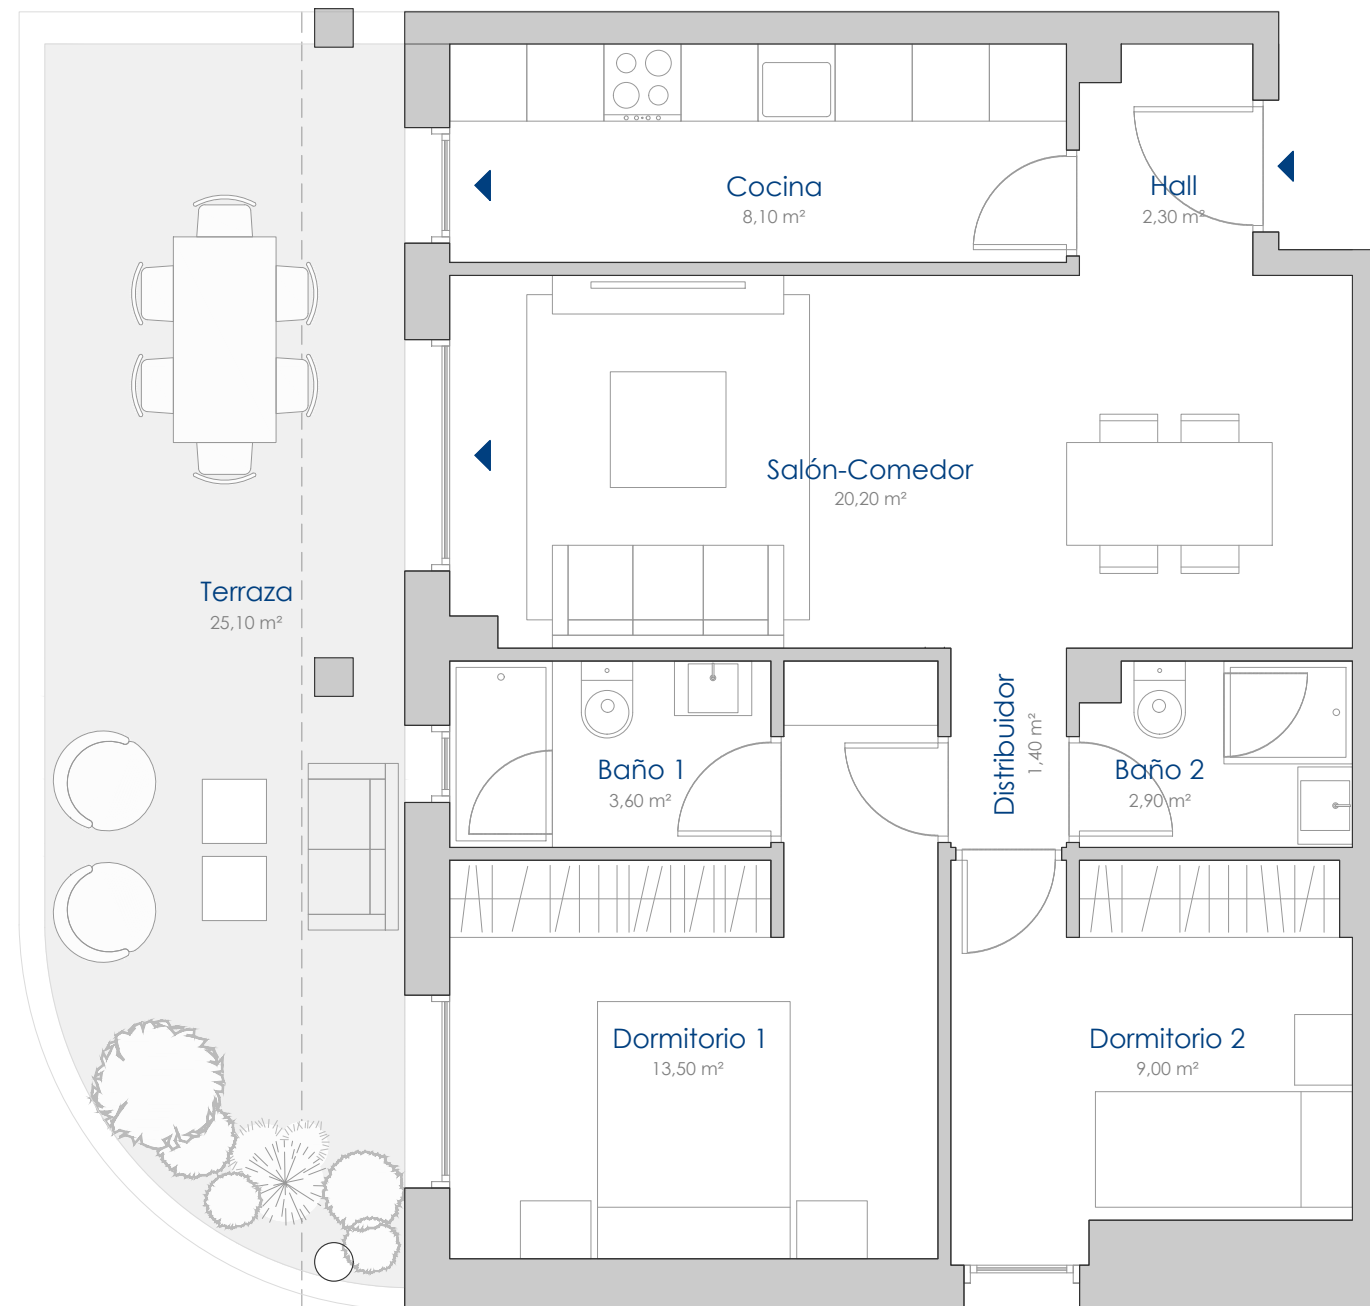 Cocina
8,10 m²
Hall
2,30 m²
Salón-Comedor
20,20 m²
Terraza
25,10 m²
Distribuidor
1,40 m²
Baño 1
3,60 m²
Baño 2
2,90 m²
Dormitorio 1
13,50 m²
Dormitorio 2
9,00 m²